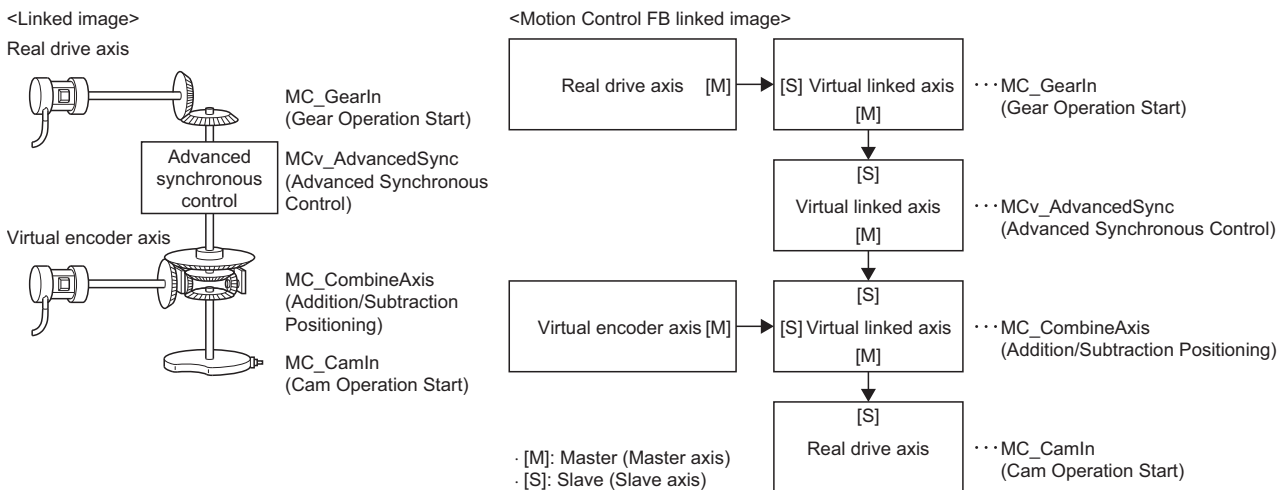 <Linked image>
Real drive axis
MC_GearIn
(Gear Operation Start)
Advanced
synchronous
control
MCv_AdvancedSync
(Advanced Synchronous
Control)
Virtual encoder axis
MC_CombineAxis
(Addition/Subtraction
Positioning)
MC_CamIn
(Cam Operation Start)
<Motion Control FB linked image>
Real drive axis [M]
[S] Virtual linked axis
[M]
···MC_GearIn
(Gear Operation Start)
[S]
Virtual linked axis
[M]
···MCv_AdvancedSync
(Advanced Synchronous Control)
Virtual encoder axis [M]
[S]
[S] Virtual linked axis
[M]
···MC_CombineAxis
(Addition/Subtraction Positioning)
[S]
Real drive axis
···MC_CamIn
(Cam Operation Start)
· [M]: Master (Master axis)
· [S]: Slave (Slave axis)